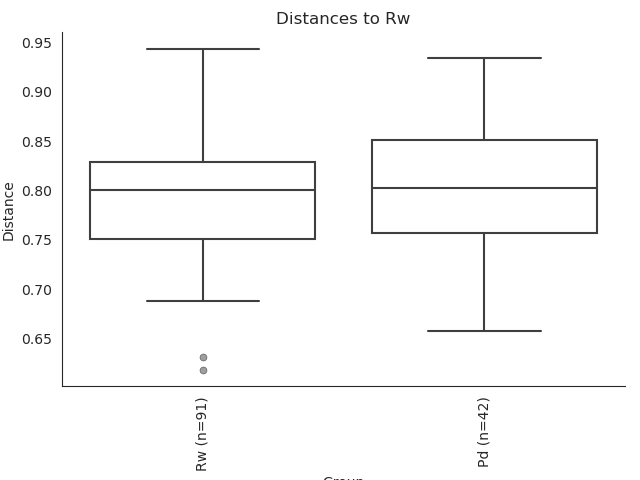 Distances to Rw
0.95
0.90
0.85
0.80
0.75
0.70
0.65
Distance
Rw (n=91)
Pd (n=42)
Group